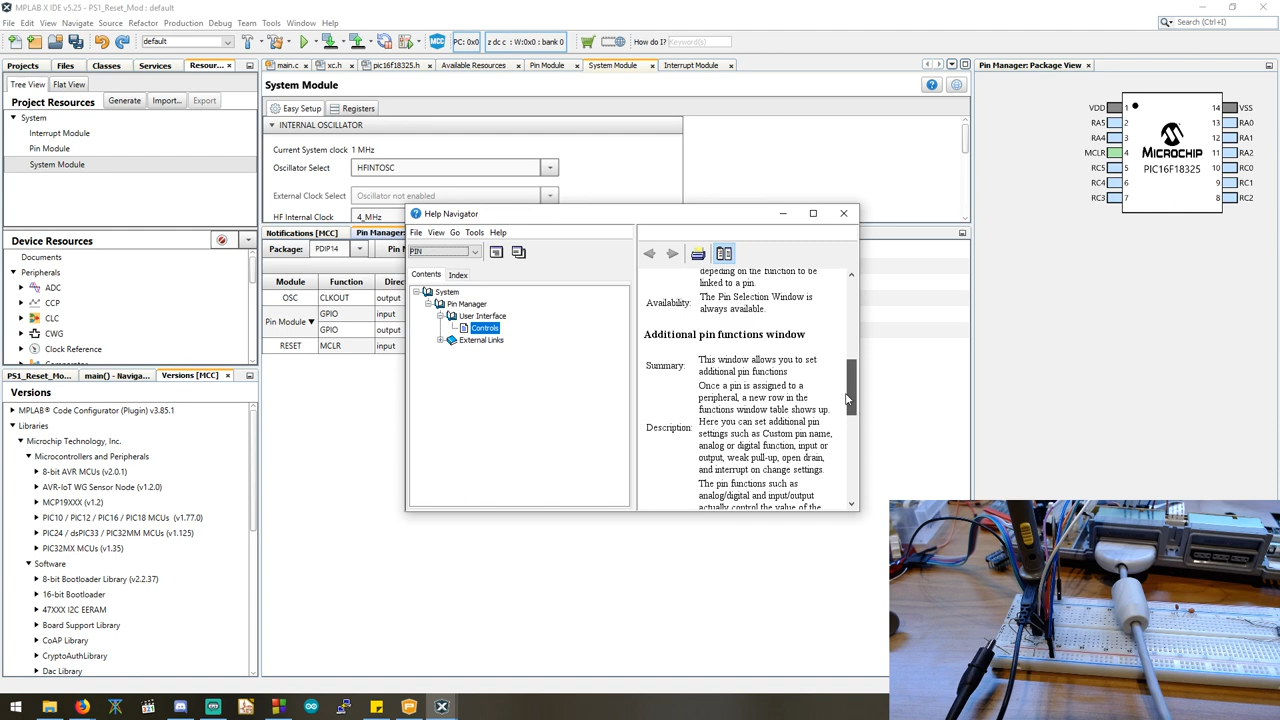 MPLAB X IDE v5.25 - PS1_Reset_Mod : default
File Edit View Navigate Source Refactor Production Debug Team Tools Window Help
Search (Ctrl+I)
default
PC: 0x0
z dc c : W:0x0 : bank 0
How do I? Keyword(s)
Projects Files Classes Services Resour...
Tree View Flat View
Project Resources Generate Import... Export
System
Interrupt Module
Pin Module
System Module
Device Resources
Documents
Peripherals
ADC
CCP
CLC
CWG
Clock Reference
PS1_Reset_Mo... main() - Naviga... Versions [MCC]
Versions
MPLAB® Code Configurator (Plugin) v3.85.1
Libraries
Microchip Technology, Inc.
Microcontrollers and Peripherals
8-bit AVR MCUs (v2.0.1)
AVR-IoT WG Sensor Node (v1.2.0)
MCP19XXX (v1.2)
PIC10 / PIC12 / PIC16 / PIC18 MCUs (v1.77.0)
PIC24 / dsPIC33 / PIC32MM MCUs (v1.125)
PIC32MX MCUs (v1.35)
Software
8-bit Bootloader Library (v2.2.37)
16-bit Bootloader
47XXX I2C EERAM
Board Support Library
CoAP Library
CryptoAuthLibrary
Dac Library
main.c xc.h pic16f18325.h Available Resources Pin Module System Module Interrupt Module
System Module
Easy Setup Registers
INTERNAL OSCILLATOR
Current System clock 1 MHz
Oscillator Select HFINTOSC
External Clock Select Oscillator not enabled
HF Internal Clock 4_MHz
Notifications [MCC] Pin Manager:
Package: PDIP14 Pin N
Module Function Direc
OSC CLKOUT output
Pin Module GPIO input
GPIO output
RESET MCLR input
Help Navigator
File View Go Tools Help
PIN
Contents Index
System
Pin Manager
User Interface
Controls
External Links
depeding on the function to be
linked to a pin.
Availability: The Pin Selection Window is
always available.
Additional pin functions window
Summary: This window allows you to set
additional pin functions
Description: Once a pin is assigned to a
peripheral, a new row in the
functions window table shows up.
Here you can set additional pin
settings such as Custom pin name,
analog or digital function, input or
output, weak pull-up, open drain,
and interrupt on change settings.
The pin functions such as
analog/digital and input/output
actually control the value of the
Pin Manager: Package View
VDD 1 14 VSS
RA5 2 13 RA0
RA4 3 12 RA1
MCLR 4 11 RA2
RC5 5 10 RC0
RC4 6 9 RC1
RC3 7 8 RC2
MICROCHIP
PIC16F18325